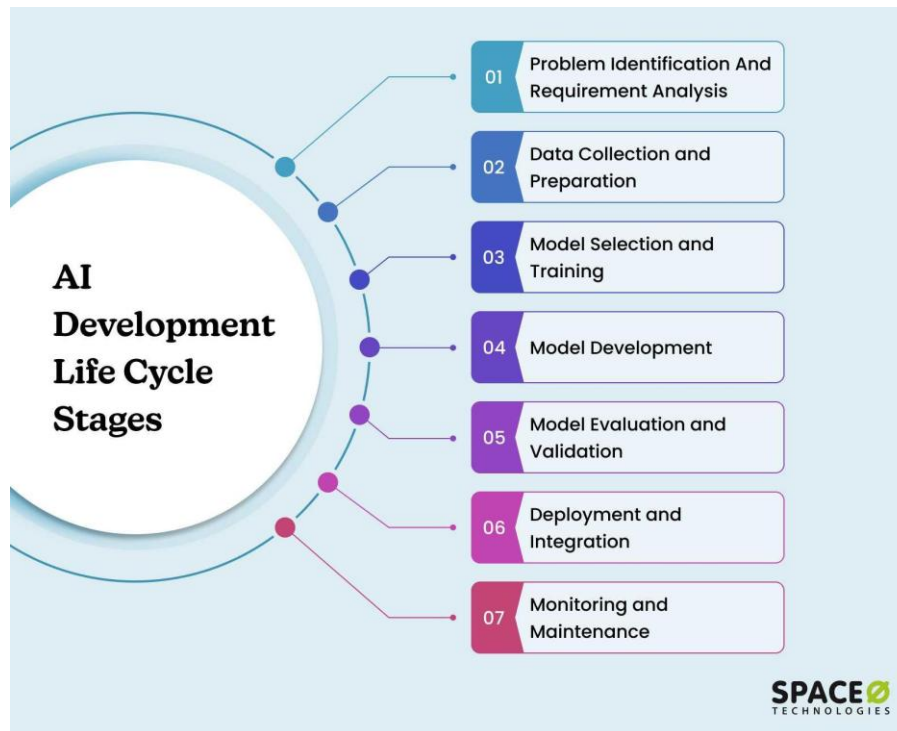 AI
Development
Life Cycle
Stages
01
Problem Identification And
Requirement Analysis
02
Data Collection and
Preparation
03
Model Selection and
Training
04
Model Development
05
Model Evaluation and
Validation
06
Deployment and
Integration
07
Monitoring and
Maintenance
SPACEO
TECHNOLOGIES